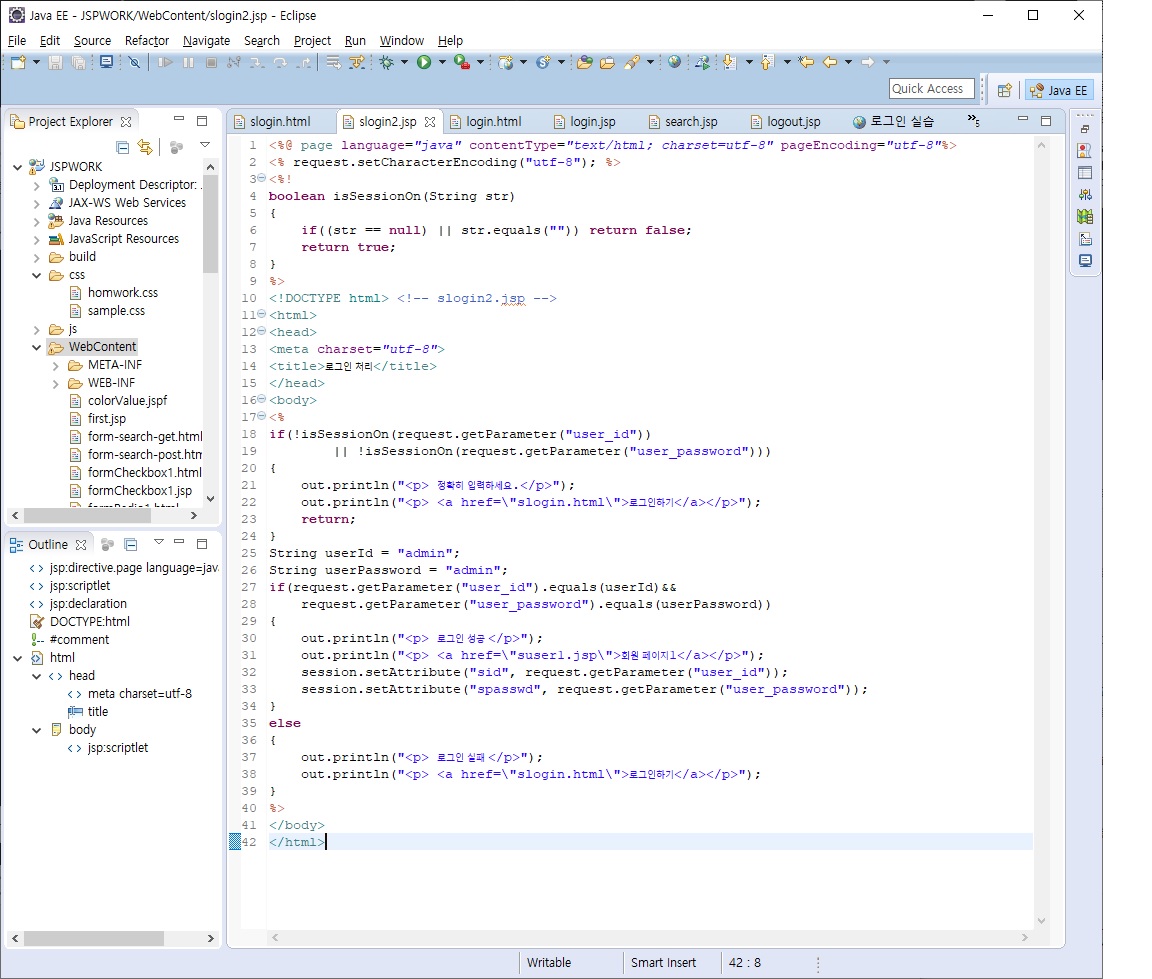 Java EE - JSPWORK/WebContent/slogin2.jsp - Eclipse
File Edit Source Refactor Navigate Search Project Run Window Help
Quick Access
Java EE
Project Explorer
JSPWORK
Deployment Descriptor:
JAX-WS Web Services
Java Resources
JavaScript Resources
build
css
homwork.css
sample.css
js
WebContent
META-INF
WEB-INF
colorValue.jspf
first.jsp
form-search-get.html
form-search-post.htm
formCheckbox1.html
formCheckbox1.jsp
Outline
jsp:directive.page language=jav
jsp:scriptlet
jsp:declaration
DOCTYPE:html
#comment
html
head
meta charset=utf-8
title
body
jsp:scriptlet
slogin.html slogin2.jsp login.html login.jsp search.jsp logout.jsp 로그인 실습 »5
1 <%@ page language="java" contentType="text/html; charset=utf-8" pageEncoding="utf-8"%>
2 <% request.setCharacterEncoding("utf-8"); %>
3 <%!
4 boolean isSessionOn(String str)
5 {
6 if((str == null) || str.equals("")) return false;
7 return true;
8 }
9 %>
10 <!DOCTYPE html> <!-- slogin2.jsp -->
11 <html>
12 <head>
13 <meta charset="utf-8">
14 <title>로그인 처리</title>
15 </head>
16 <body>
17 <%
18 if(!isSessionOn(request.getParameter("user_id"))
19 || !isSessionOn(request.getParameter("user_password")))
20 {
21 out.println("<p> 정확히 입력하세요.</p>");
22 out.println("<p> <a href=\"slogin.html\">로그인하기</a></p>");
23 return;
24 }
25 String userId = "admin";
26 String userPassword = "admin";
27 if(request.getParameter("user_id").equals(userId)&&
28 request.getParameter("user_password").equals(userPassword))
29 {
30 out.println("<p> 로그인 성공 </p>");
31 out.println("<p> <a href=\"suser1.jsp\">회원 페이지1</a></p>");
32 session.setAttribute("sid", request.getParameter("user_id"));
33 session.setAttribute("spasswd", request.getParameter("user_password"));
34 }
35 else
36 {
37 out.println("<p> 로그인 실패 </p>");
38 out.println("<p> <a href=\"slogin.html\">로그인하기</a></p>");
39 }
40 %>
41 </body>
42 </html>
Writable Smart Insert 42 : 8